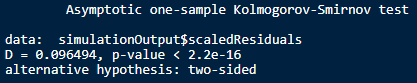 Asymptotic one-sample Kolmogorov-Smirnov test
data:  simulationOutput$scaledResiduals
D = 0.096494, p-value < 2.2e-16
alternative hypothesis: two-sided